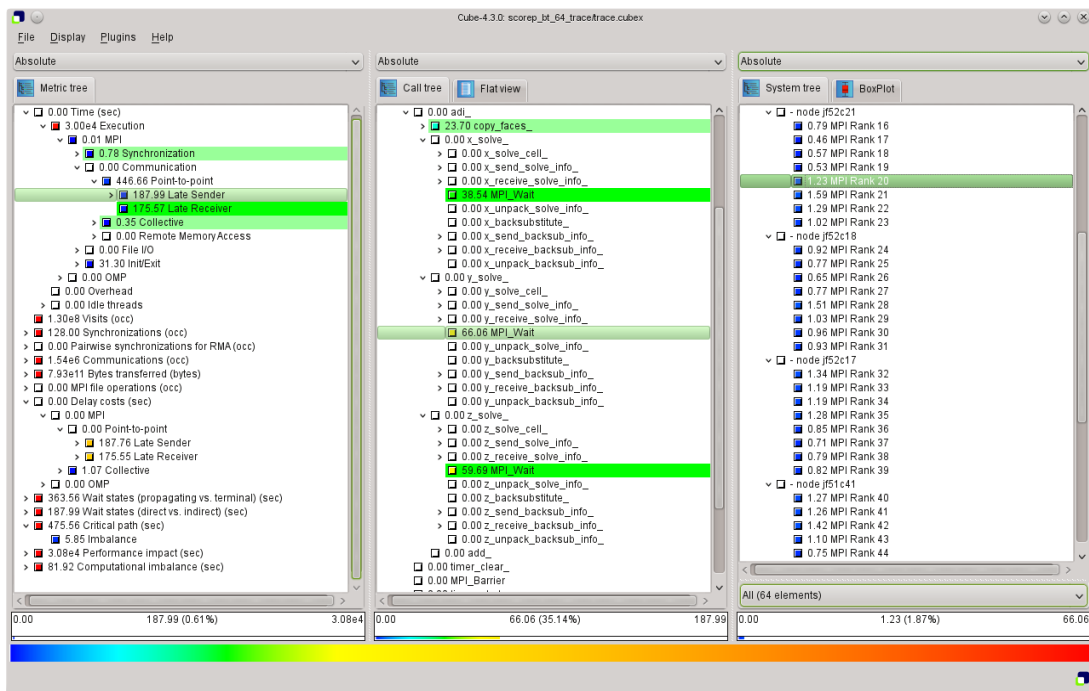 Cube-4.3.0: scorep_bt_64_trace/trace.cubex
File Display Plugins Help
Absolute
Metric tree
0.00 Time (sec)
3.00e4 Execution
0.01 MPI
0.78 Synchronization
0.00 Communication
446.66 Point-to-point
187.99 Late Sender
175.57 Late Receiver
0.35 Collective
0.00 Remote Memory Access
0.00 File I/O
31.30 Init/Exit
0.00 OMP
0.00 Overhead
0.00 Idle threads
1.30e8 Visits (occ)
128.00 Synchronizations (occ)
0.00 Pairwise synchronizations for RMA (occ)
1.54e6 Communications (occ)
7.93e11 Bytes transferred (bytes)
0.00 MPI file operations (occ)
0.00 Delay costs (sec)
0.00 MPI
0.00 Point-to-point
187.76 Late Sender
175.55 Late Receiver
1.07 Collective
0.00 OMP
363.56 Wait states (propagating vs. terminal) (sec)
187.99 Wait states (direct vs. indirect) (sec)
475.56 Critical path (sec)
5.85 Imbalance
3.08e4 Performance impact (sec)
81.92 Computational imbalance (sec)
0.00 187.99 (0.61%) 3.08e4
Absolute
Call tree Flat view
0.00 adi_
23.70 copy_faces_
0.00 x_solve_
0.00 x_solve_cell_
0.00 x_send_solve_info_
0.00 x_receive_solve_info_
38.54 MPI_Wait
0.00 x_unpack_solve_info_
0.00 x_backsubstitute_
0.00 x_send_backsub_info_
0.00 x_receive_backsub_info_
0.00 x_unpack_backsub_info_
0.00 y_solve_
0.00 y_solve_cell_
0.00 y_send_solve_info_
0.00 y_receive_solve_info_
66.06 MPI_Wait
0.00 y_unpack_solve_info_
0.00 y_backsubstitute_
0.00 y_send_backsub_info_
0.00 y_receive_backsub_info_
0.00 y_unpack_backsub_info_
0.00 z_solve_
0.00 z_solve_cell_
0.00 z_send_solve_info_
0.00 z_receive_solve_info_
59.69 MPI_Wait
0.00 z_unpack_solve_info_
0.00 z_backsubstitute_
0.00 z_send_backsub_info_
0.00 z_receive_backsub_info_
0.00 z_unpack_backsub_info_
0.00 add_
0.00 timer_clear_
0.00 MPI_Barrier
0.00 66.06 (35.14%) 187.99
Absolute
System tree BoxPlot
- node jf52c21
0.79 MPI Rank 16
0.46 MPI Rank 17
0.57 MPI Rank 18
0.53 MPI Rank 19
1.23 MPI Rank 20
1.59 MPI Rank 21
1.29 MPI Rank 22
1.02 MPI Rank 23
- node jf52c18
0.92 MPI Rank 24
0.77 MPI Rank 25
0.65 MPI Rank 26
0.77 MPI Rank 27
1.51 MPI Rank 28
1.03 MPI Rank 29
0.96 MPI Rank 30
0.93 MPI Rank 31
- node jf52c17
1.34 MPI Rank 32
1.19 MPI Rank 33
1.19 MPI Rank 34
1.28 MPI Rank 35
0.85 MPI Rank 36
0.71 MPI Rank 37
0.79 MPI Rank 38
0.82 MPI Rank 39
- node jf51c41
1.27 MPI Rank 40
1.26 MPI Rank 41
1.42 MPI Rank 42
1.10 MPI Rank 43
0.75 MPI Rank 44
All (64 elements)
0.00 1.23 (1.87%) 66.06